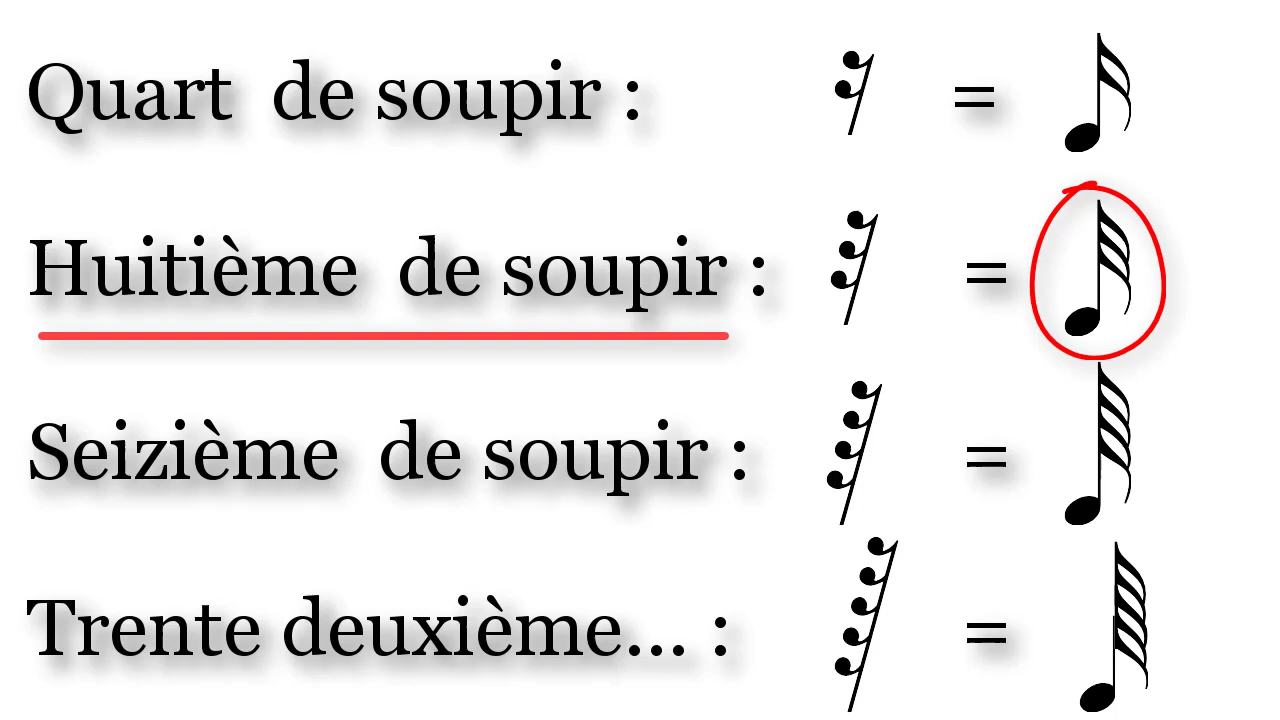 Quart de soupir : =
Huitième de soupir : =
Seizième de soupir : =
Trente deuxième... : =